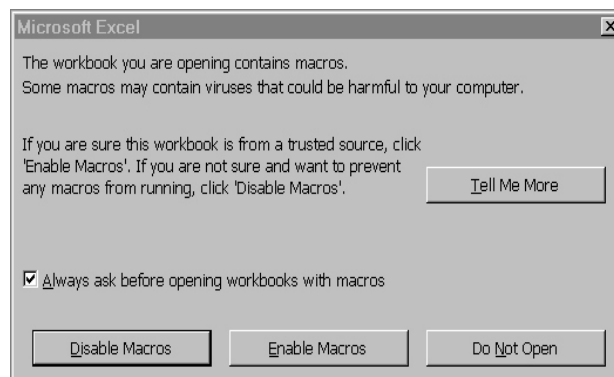 Microsoft Excel
The workbook you are opening contains macros.
Some macros may contain viruses that could be harmful to your computer.
If you are sure this workbook is from a trusted source, click
'Enable Macros'. If you are not sure and want to prevent
any macros from running, click 'Disable Macros'.
Tell Me More
Always ask before opening workbooks with macros
Disable Macros
Enable Macros
Do Not Open